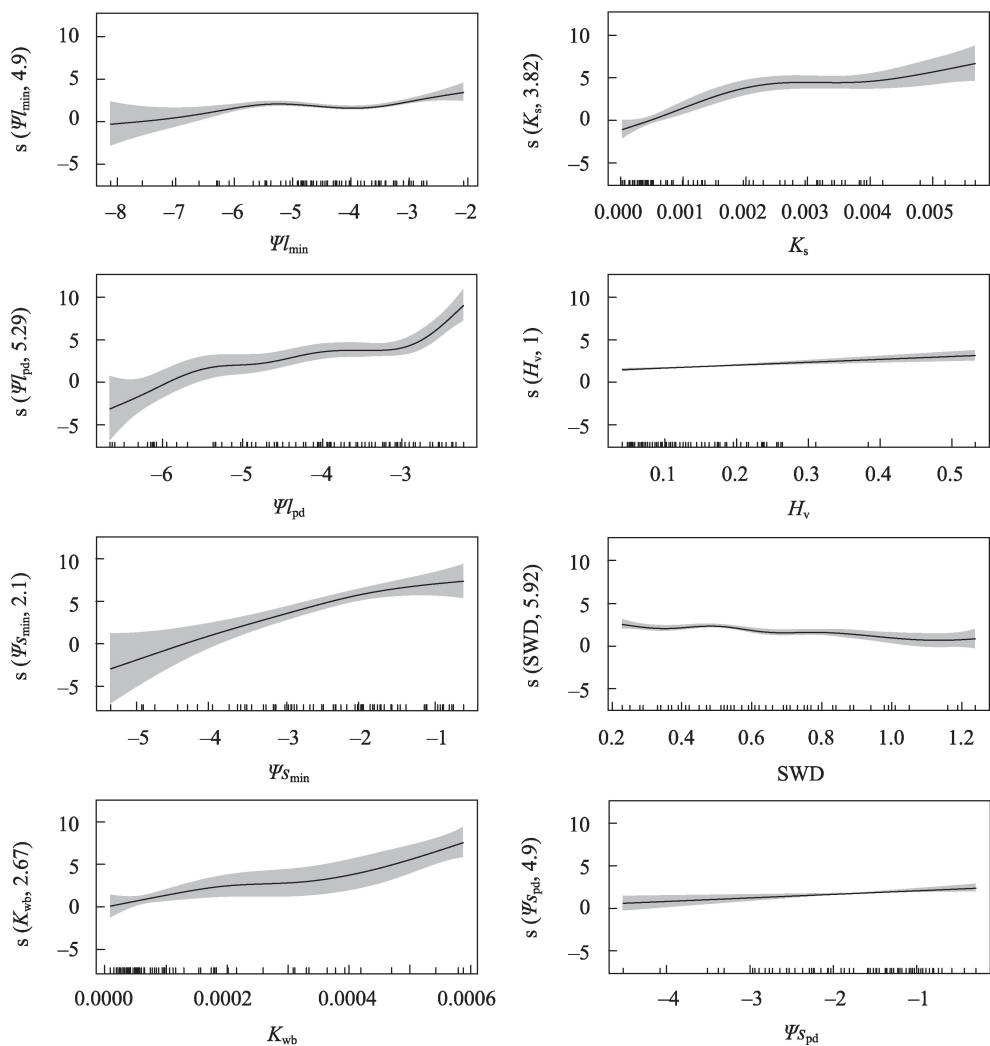 10
5
0
–5
s (Ψl_min, 4.9)
–8 –7 –6 –5 –4 –3 –2
Ψl_min
10
5
0
–5
s (K_s, 3.82)
0.000 0.001 0.002 0.003 0.004 0.005
K_s
10
5
0
–5
s (Ψl_pd, 5.29)
–6 –5 –4 –3
Ψl_pd
10
5
0
–5
s (H_v, 1)
0.1 0.2 0.3 0.4 0.5
H_v
10
5
0
–5
s (Ψs_min, 2.1)
–5 –4 –3 –2 –1
Ψs_min
10
5
0
–5
s (SWD, 5.92)
0.2 0.4 0.6 0.8 1.0 1.2
SWD
10
5
0
–5
s (K_wb, 2.67)
0.0000 0.0002 0.0004 0.0006
K_wb
10
5
0
–5
s (Ψs_pd, 4.9)
–4 –3 –2 –1
Ψs_pd